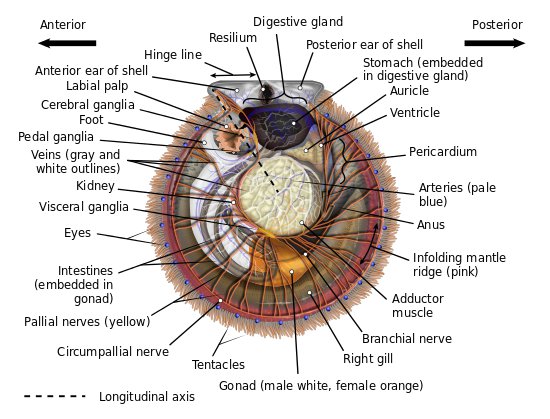 Anterior
Digestive gland
Posterior
Resilium
Hinge line
Posterior ear of shell
Anterior ear of shell
Stomach (embedded
in digestive gland)
Labial palp
Auricle
Cerebral ganglia
Ventricle
Foot
Pedal ganglia
Pericardium
Veins (gray and
white outlines)
Kidney
Arteries (pale
blue)
Visceral ganglia
Anus
Eyes
Infolding mantle
ridge (pink)
Intestines
(embedded in
gonad)
Adductor
muscle
Pallial nerves (yellow)
Branchial nerve
Circumpallial nerve
Right gill
Tentacles
Gonad (male white, female orange)
Longitudinal axis